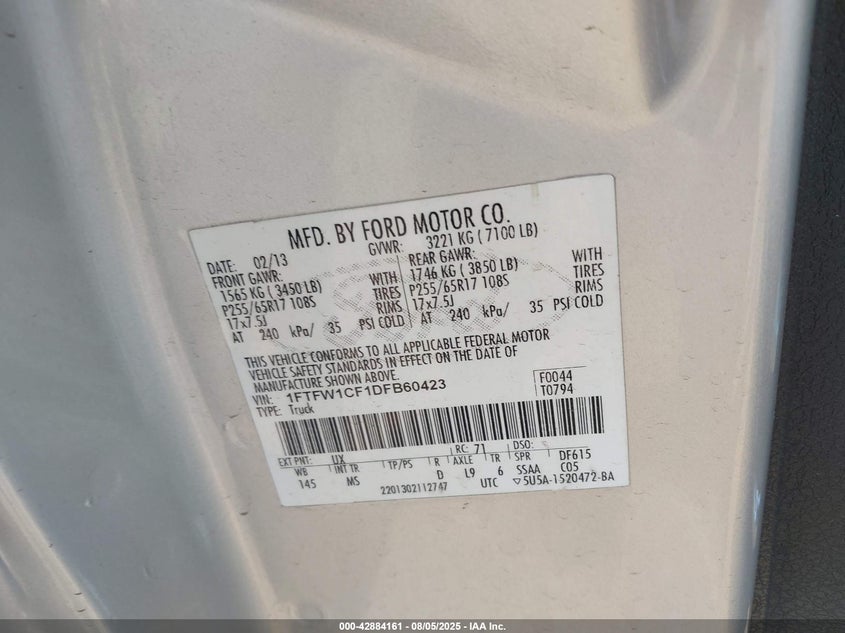 MFD. BY FORD MOTOR CO.
DATE: 02/13 GVWR: 3221 KG ( 7100 LB)
FRONT GAWR: WITH REAR GAWR: WITH
1565 KG ( 3450 LB) TIRES 1746 KG ( 3850 LB) TIRES
P255/65R17 108S RIMS P255/65R17 108S RIMS
17x7.5J 17x7.5J
AT 240 kPa/ 35 PSI COLD AT 240 kPa/ 35 PSI COLD
THIS VEHICLE CONFORMS TO ALL APPLICABLE FEDERAL MOTOR
VEHICLE SAFETY STANDARDS IN EFFECT ON THE DATE OF
MANUFACTURE SHOWN ABOVE.
VIN: 1FTFW1CF1DFB60423 F0044
TYPE: Truck T0794
EXT PNT: UX RC: 71 DSO:
WB INT TR TP/PS R AXLE TR SPR DF615
145 MS D L9 6 SSAA C05
2201302112747 UTC ▽5U5A-1520472-BA
000-42884161 - 08/05/2025 - IAA Inc.